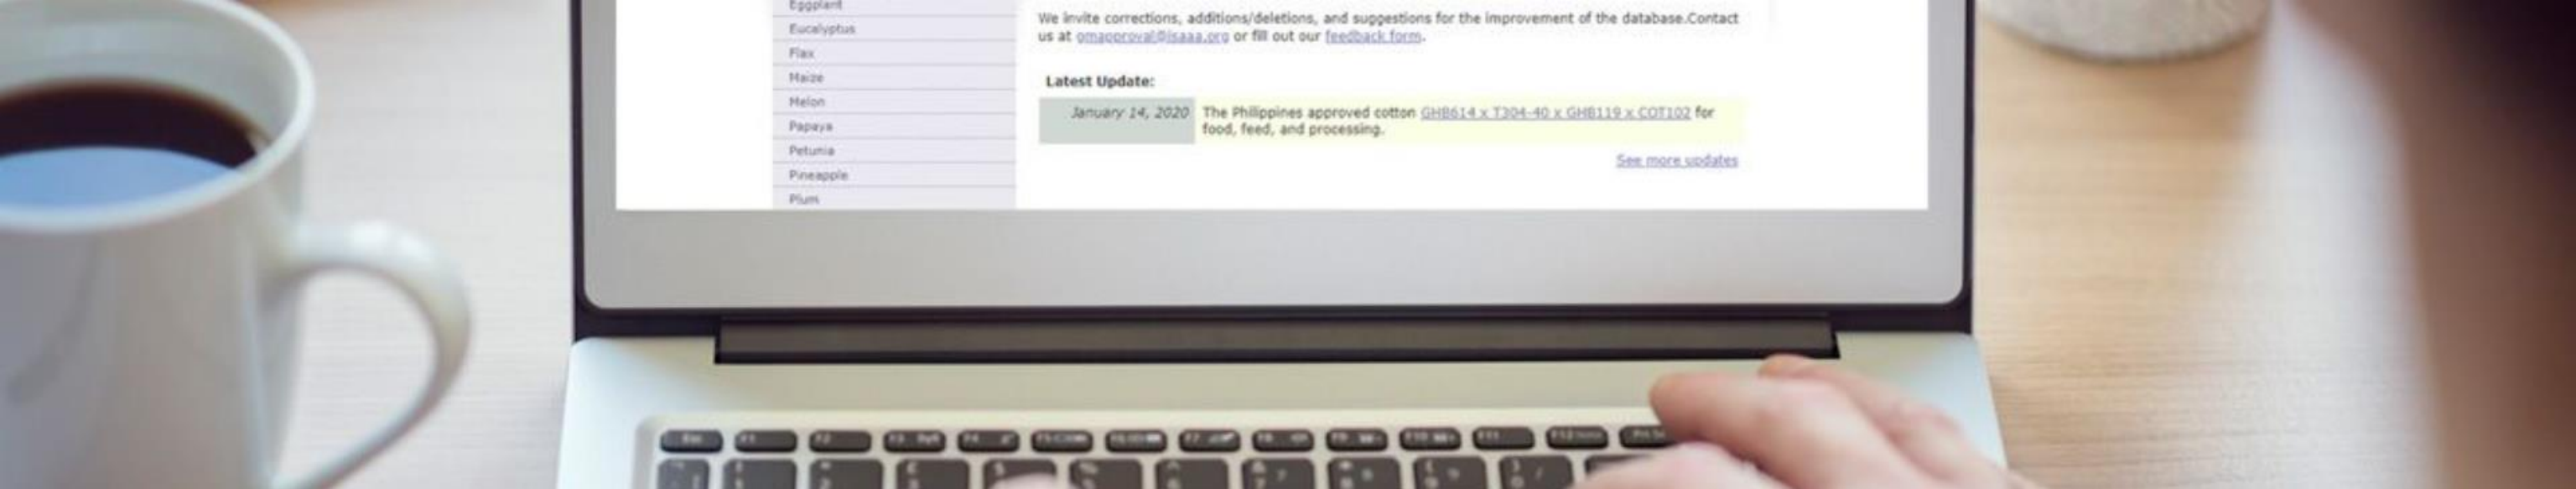 Eggplant
Eucalyptus
Flax
Maize
Melon
Papaya
Petunia
Pineapple
Plum
We invite corrections, additions/deletions, and suggestions for the improvement of the database.Contact
us at gmapproval@isaaa.org or fill out our feedback form.
Latest Update:
January 14, 2020
The Philippines approved cotton GHB614 x T304-40 x GHB119 x COT102 for
food, feed, and processing.
See more updates